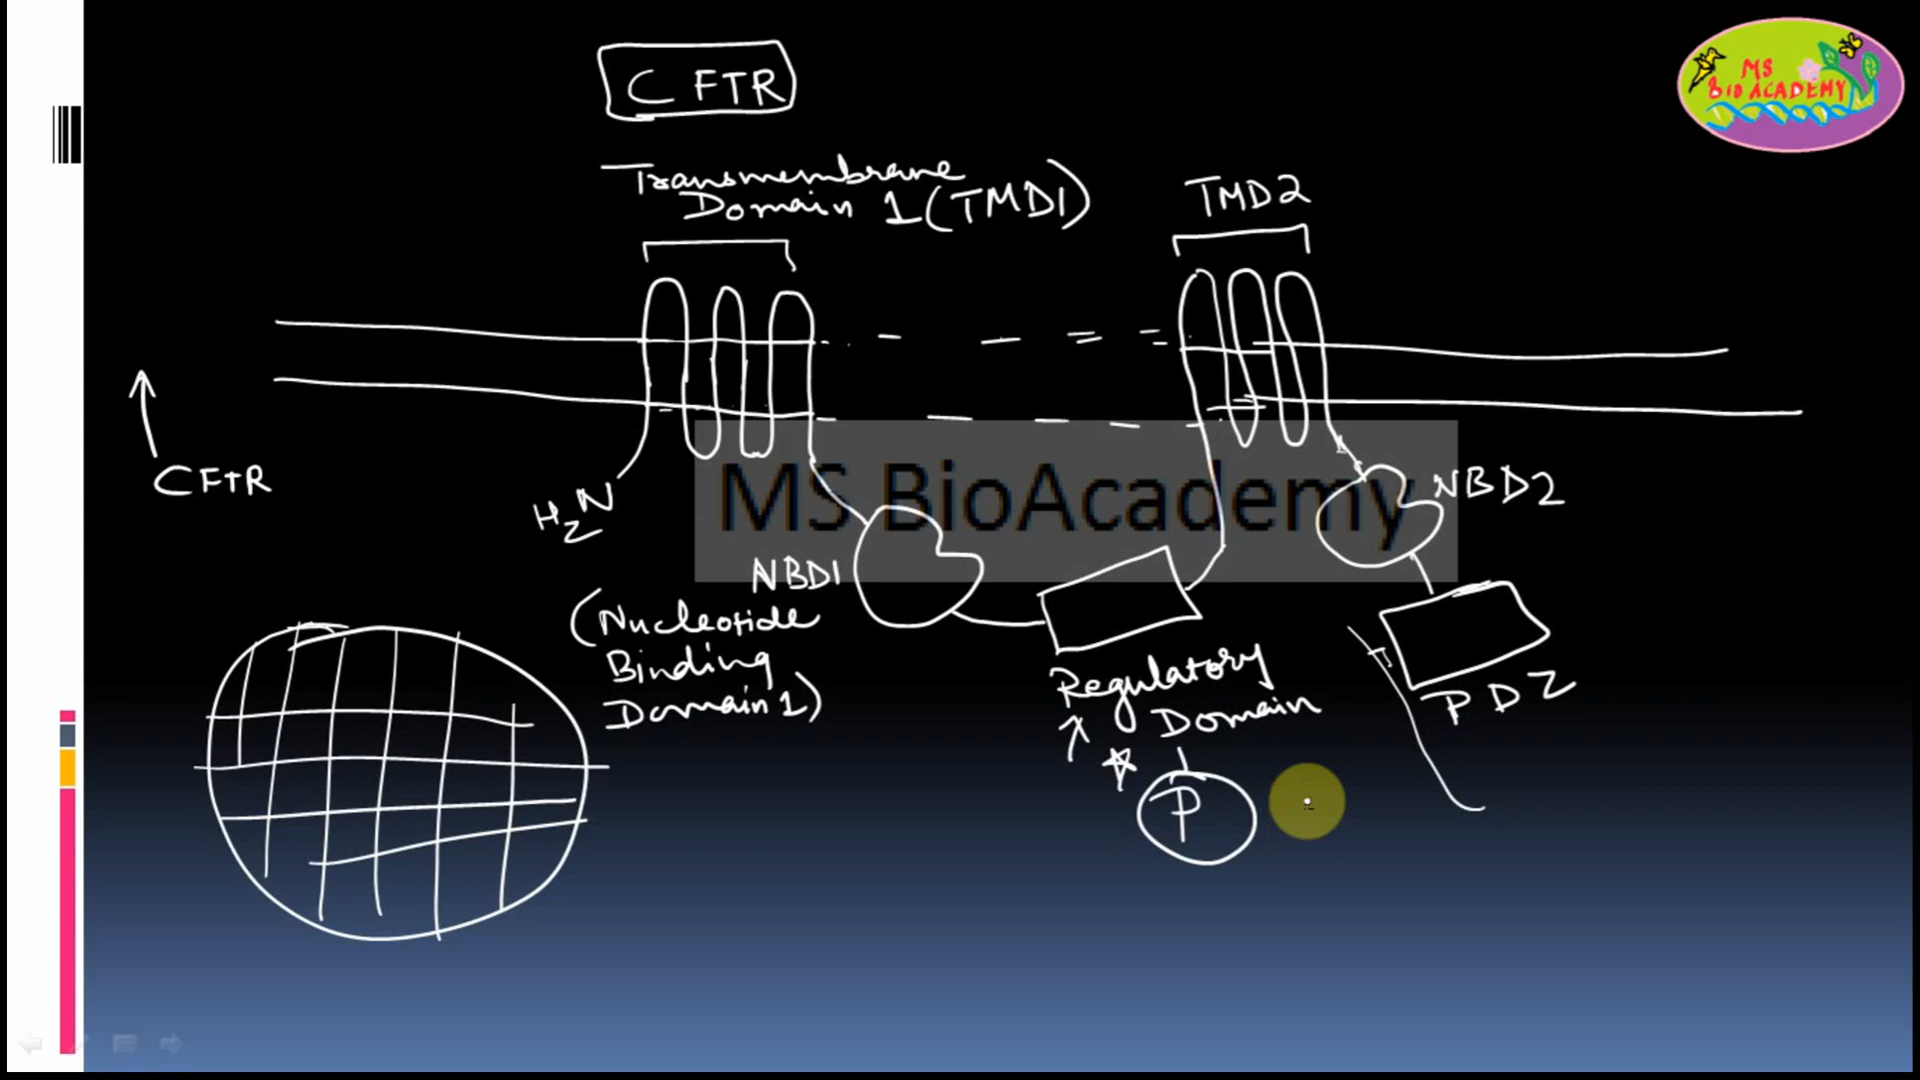 CFTR
MS
BIO ACADEMY
Transmembrane
Domain 1 (TMD1)
TMD2
CFTR
H2N
MS BioAcademy
NBD2
NBD1
(Nucleotide
Binding
Domain 1)
Regulatory
Domain
PDZ
P